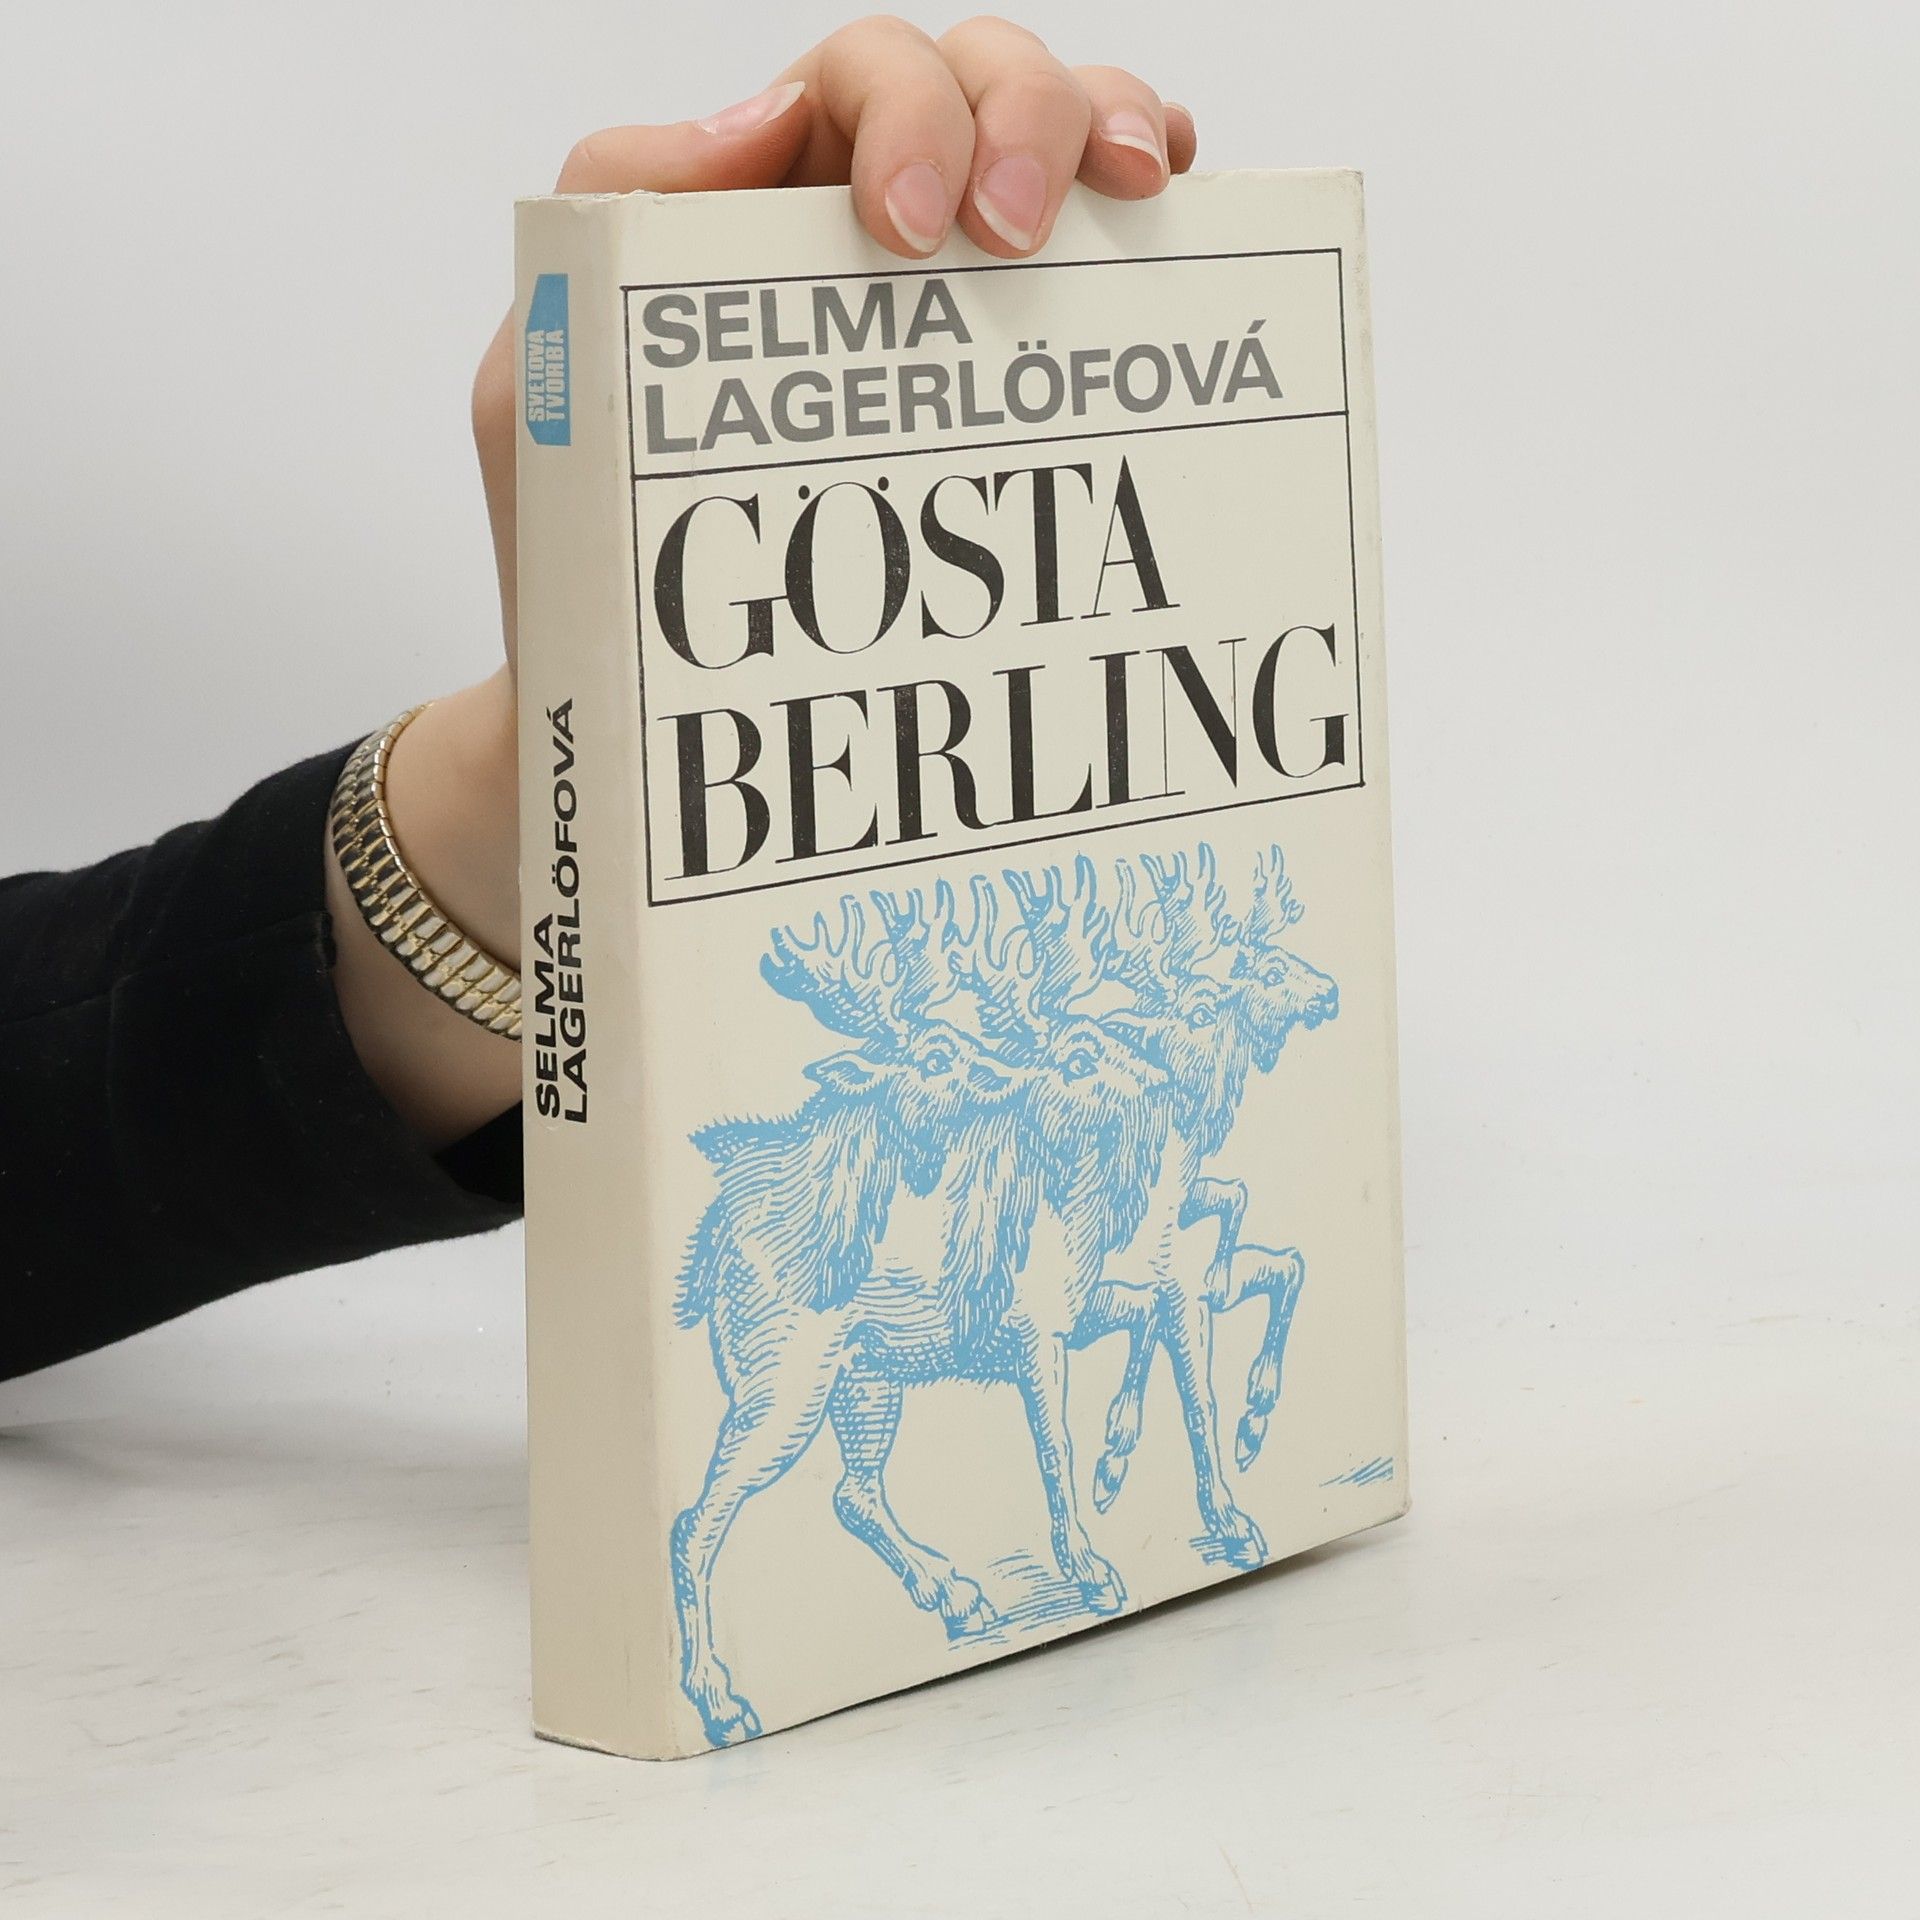 SELMA
LAGERLÖFOVÁ
GÖSTA
BERLING
SVETOVÁ
TVORBA
SELMA
LAGERLÖFOVÁ